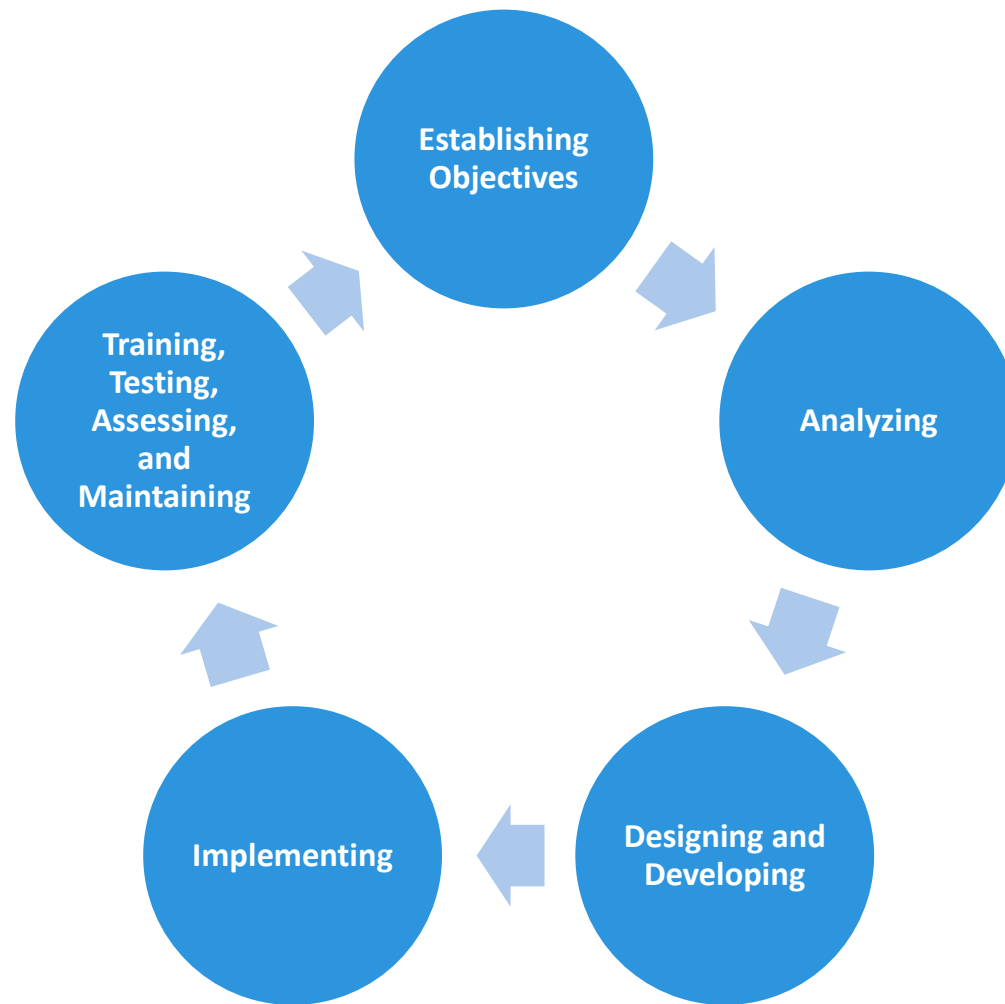 Establishing
Objectives
Analyzing
Designing and
Developing
Implementing
Training,
Testing,
Assessing,
and
Maintaining